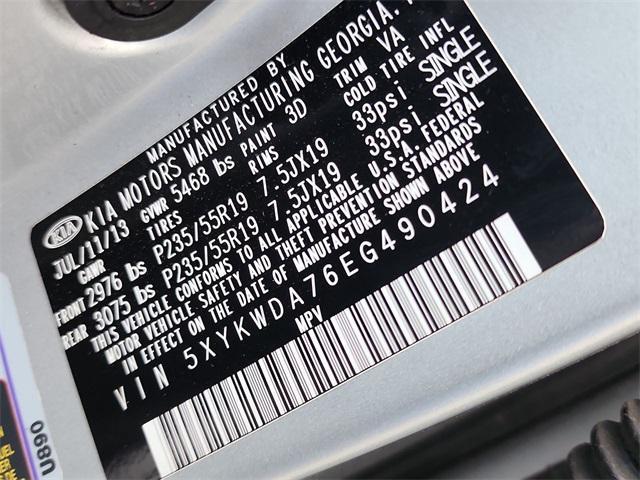 MANUFACTURED BY
KIA KIA MOTORS MANUFACTURING GEORGIA,
JUL/11/13 GVWR 5468 lbs PAINT 3D TRIM VA
GAWR TIRES RIMS COLD TIRE INFL
FRONT 2976 lbs P235/55R19 7.5JX19 33psi SINGLE
REAR 3075 lbs P235/55R19 7.5JX19 33psi SINGLE
THIS VEHICLE CONFORMS TO ALL APPLICABLE U.S.A. FEDERAL
MOTOR VEHICLE SAFETY AND THEFT PREVENTION STANDARDS
IN EFFECT ON THE DATE OF MANUFACTURE SHOWN ABOVE
VIN 5XYKWDA76EG490424
MPV
U890